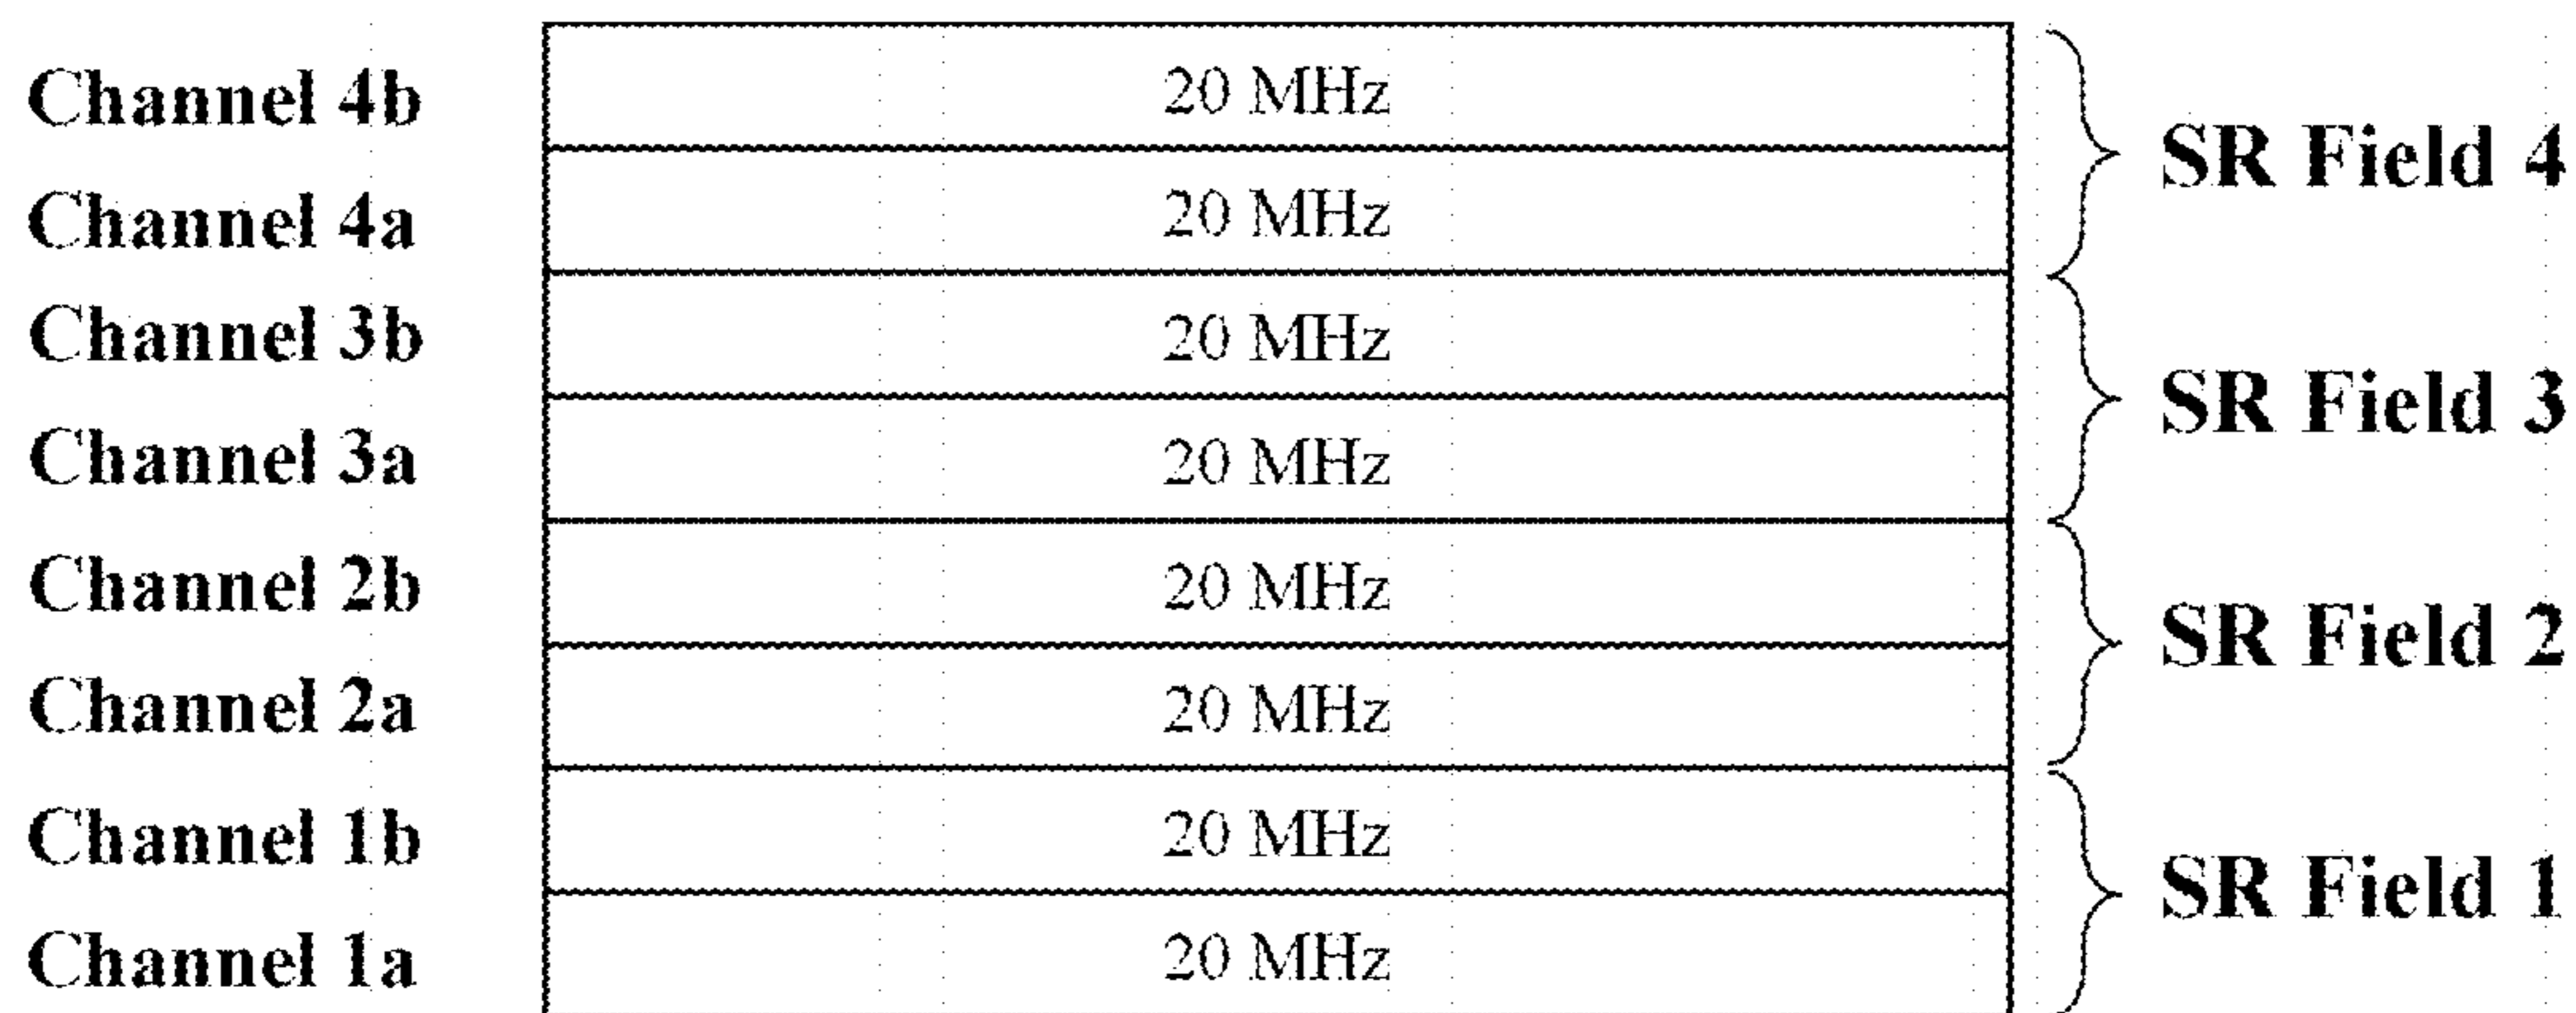 Channel 4b 20 MHz
SR Field 4
Channel 4a 20 MHz
Channel 3b 20 MHz
SR Field 3
Channel 3a 20 MHz
Channel 2b 20 MHz
SR Field 2
Channel 2a 20 MHz
Channel 1b 20 MHz
SR Field 1
Channel 1a 20 MHz